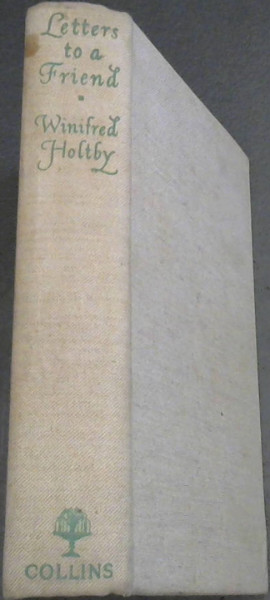 Letters
to a
Friend
•
Winifred
Holtby
COLLINS